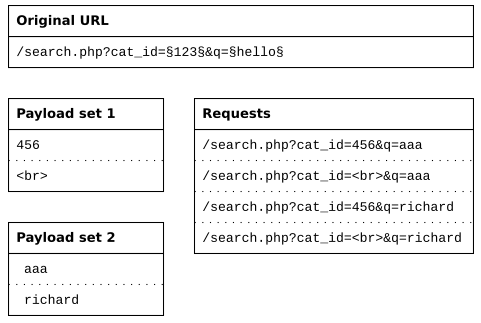 Original URL
/search.php?cat_id=§123§&q=§hello§
Payload set 1
456
<br>
Payload set 2
aaa
richard
Requests
/search.php?cat_id=456&q=aaa
/search.php?cat_id=<br>&q=aaa
/search.php?cat_id=456&q=richard
/search.php?cat_id=<br>&q=richard